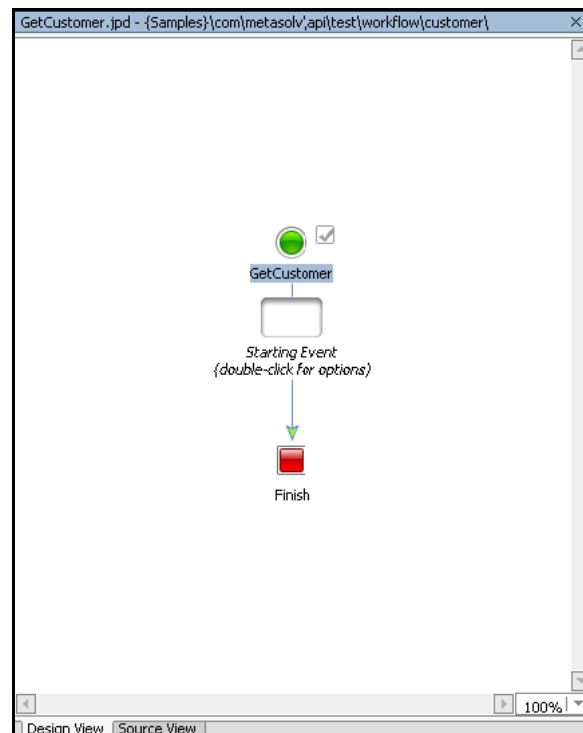 GetCustomer.jpd - {Samples}\com\metasolv',api\test\workflow\customer\
GetCustomer
Starting Event
(double-click for options)
Finish
100%
Design View Source View